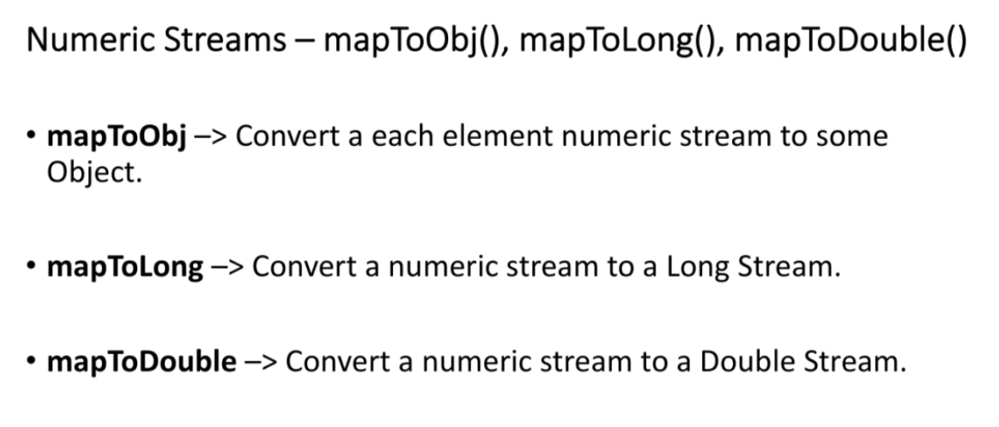 Numeric Streams – mapToObj(), mapToLong(), mapToDouble()
• mapToObj –> Convert a each element numeric stream to some
Object.
• mapToLong –> Convert a numeric stream to a Long Stream.
• mapToDouble –> Convert a numeric stream to a Double Stream.